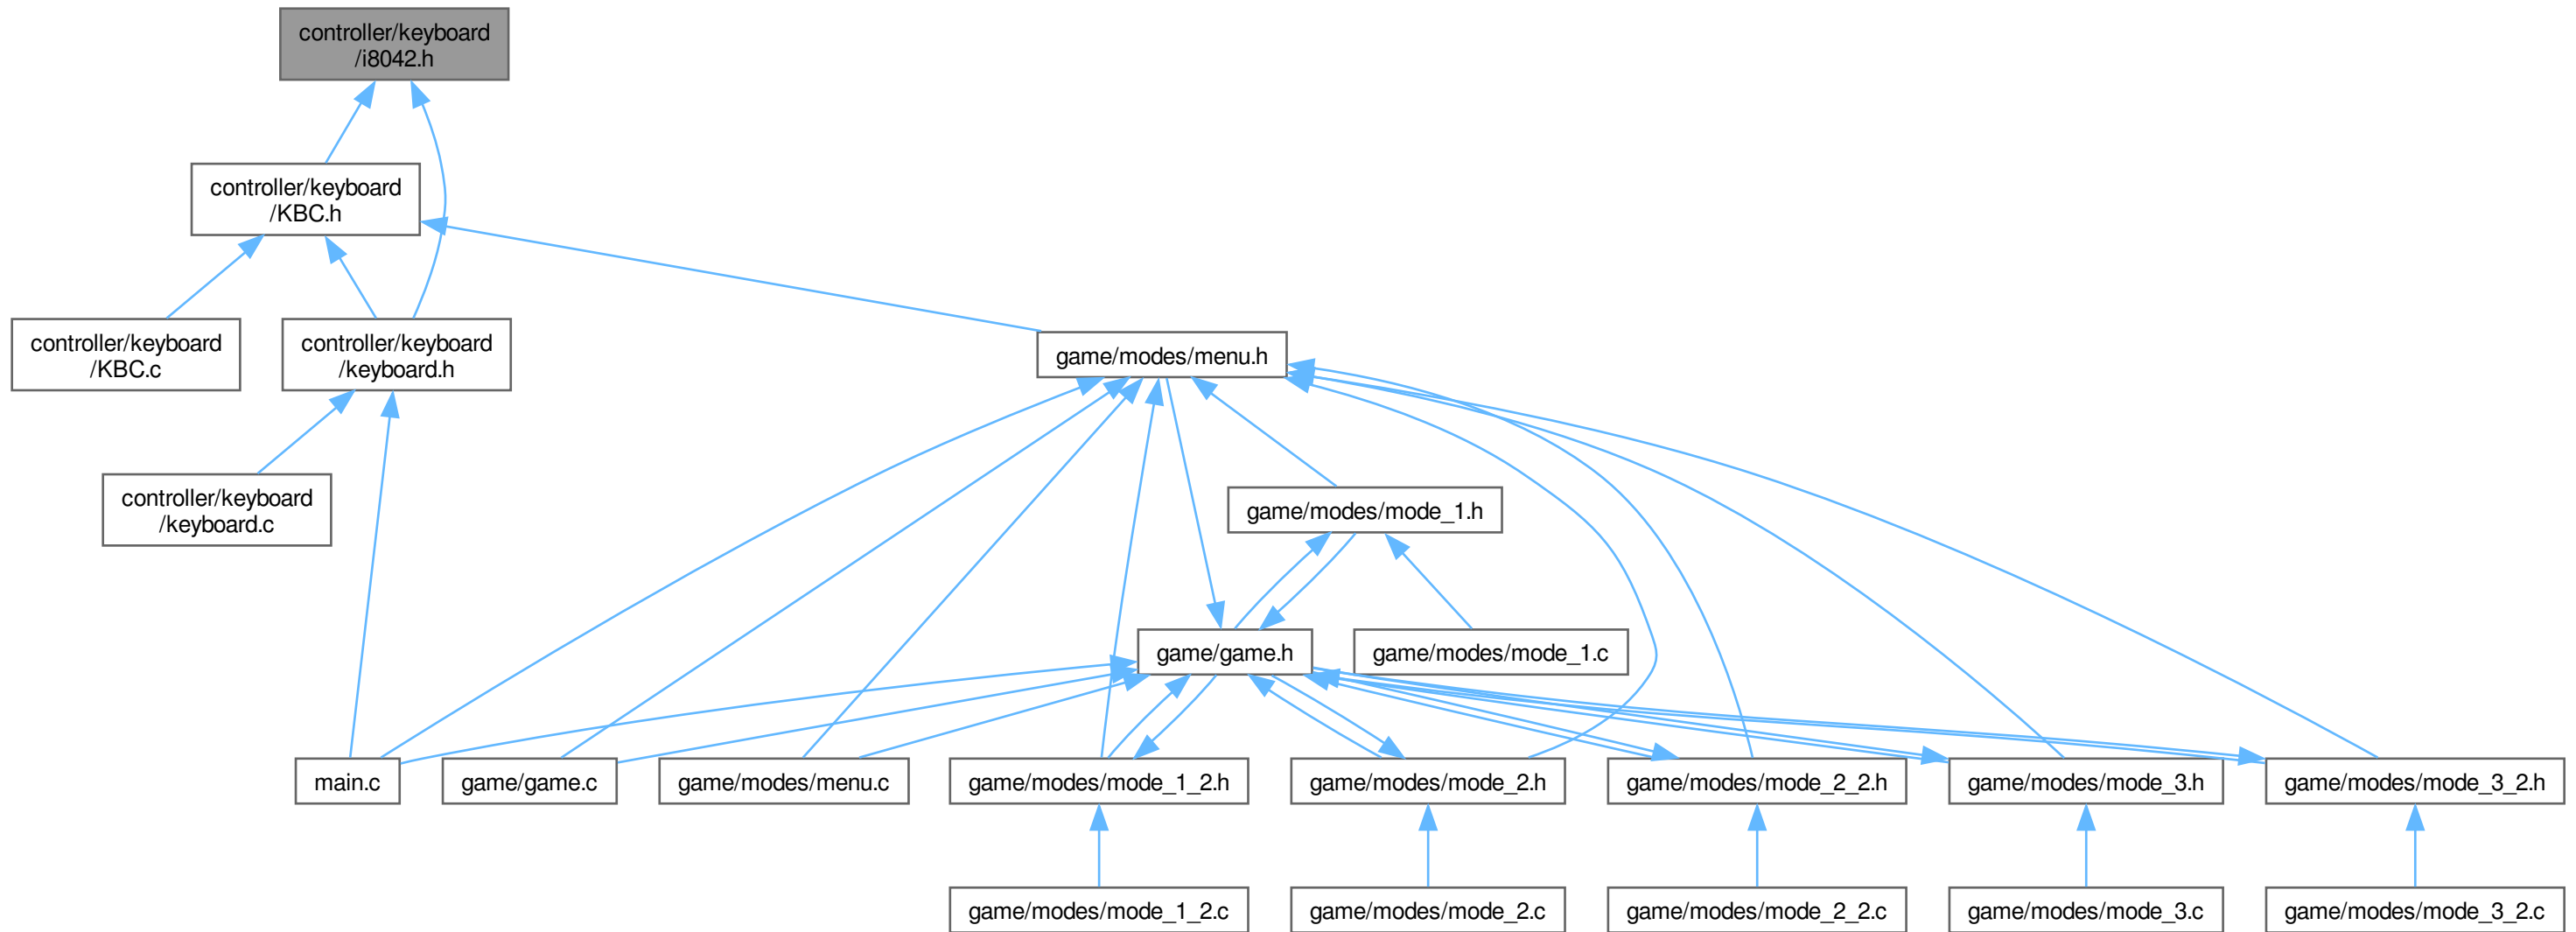 controller/keyboard
/i8042.h
controller/keyboard
/KBC.h
controller/keyboard
/KBC.c
controller/keyboard
/keyboard.h
game/modes/menu.h
controller/keyboard
/keyboard.c
game/modes/mode_1.h
game/game.h
game/modes/mode_1.c
main.c
game/game.c
game/modes/menu.c
game/modes/mode_1_2.h
game/modes/mode_2.h
game/modes/mode_2_2.h
game/modes/mode_3.h
game/modes/mode_3_2.h
game/modes/mode_1_2.c
game/modes/mode_2.c
game/modes/mode_2_2.c
game/modes/mode_3.c
game/modes/mode_3_2.c